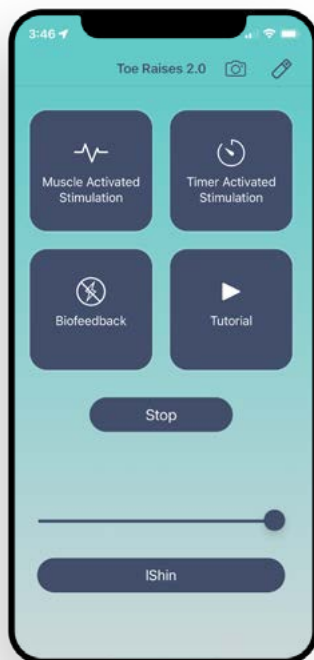 3:46
Toe Raises 2.0
Muscle Activated
Stimulation
Timer Activated
Stimulation
Biofeedback
Tutorial
Stop
lShin